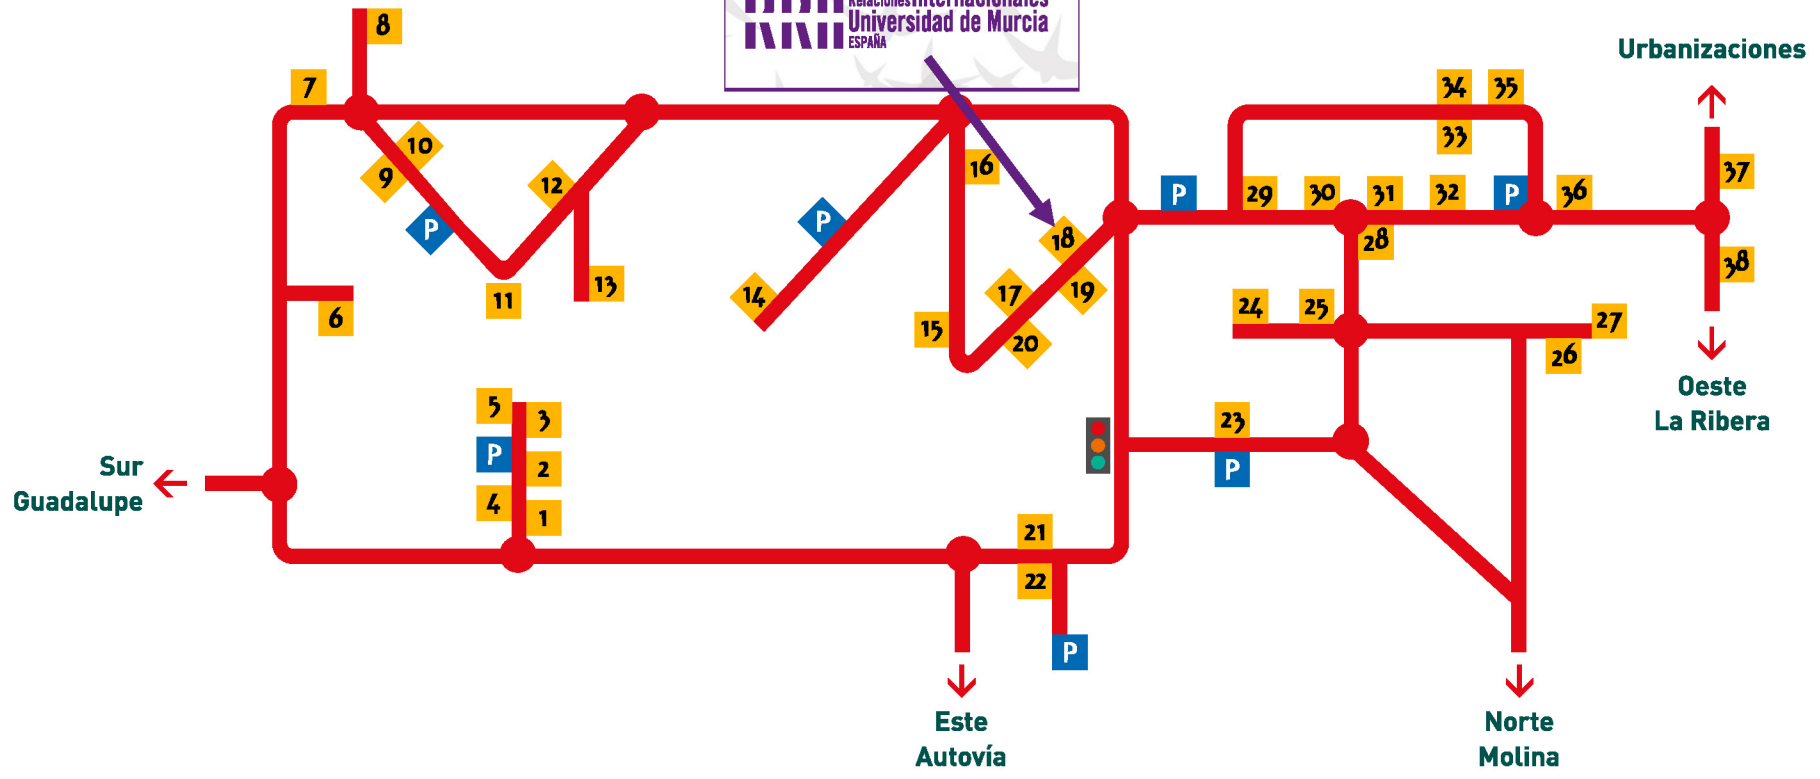 RRII
Relaciones Internacionales
Universidad de Murcia
ESPAÑA
Urbanizaciones
8
7
34
35
33
10
9
12
16
P
29
30
31
32
P
36
37
P
P
18
28
38
11
13
14
17
19
6
15
20
24
25
27
26
Oeste
La Ribera
5
3
P
2
4
1
23
P
Sur
Guadalupe
21
22
P
Este
Autovía
Norte
Molina